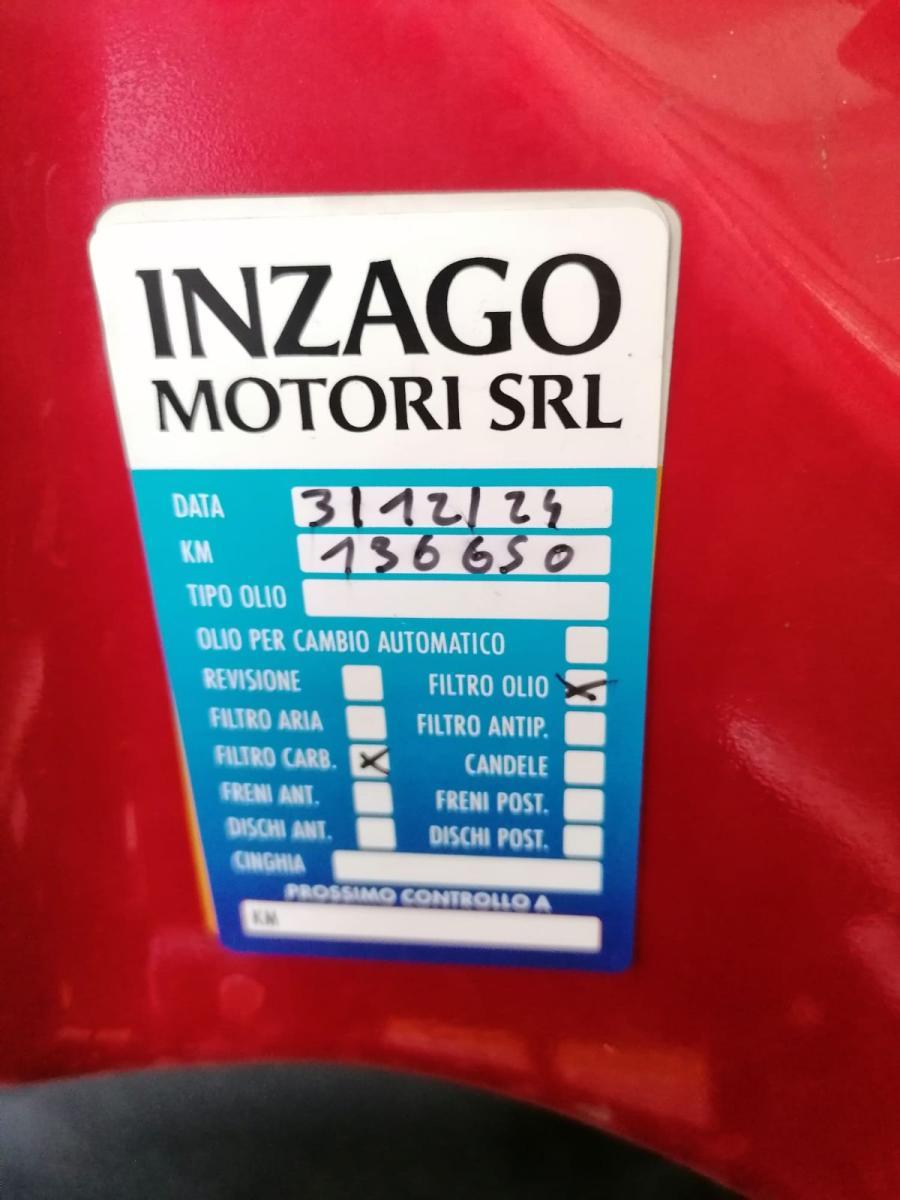 INZAGO
MOTORI SRL
DATA 3/12/24
KM 136650
TIPO OLIO
OLIO PER CAMBIO AUTOMATICO
REVISIONE FILTRO OLIO X
FILTRO ARIA FILTRO ANTIP.
FILTRO CARB. X CANDELE
FRENI ANT. FRENI POST.
DISCHI ANT. DISCHI POST.
CINGHIA
PROSSIMO CONTROLLO A
KM